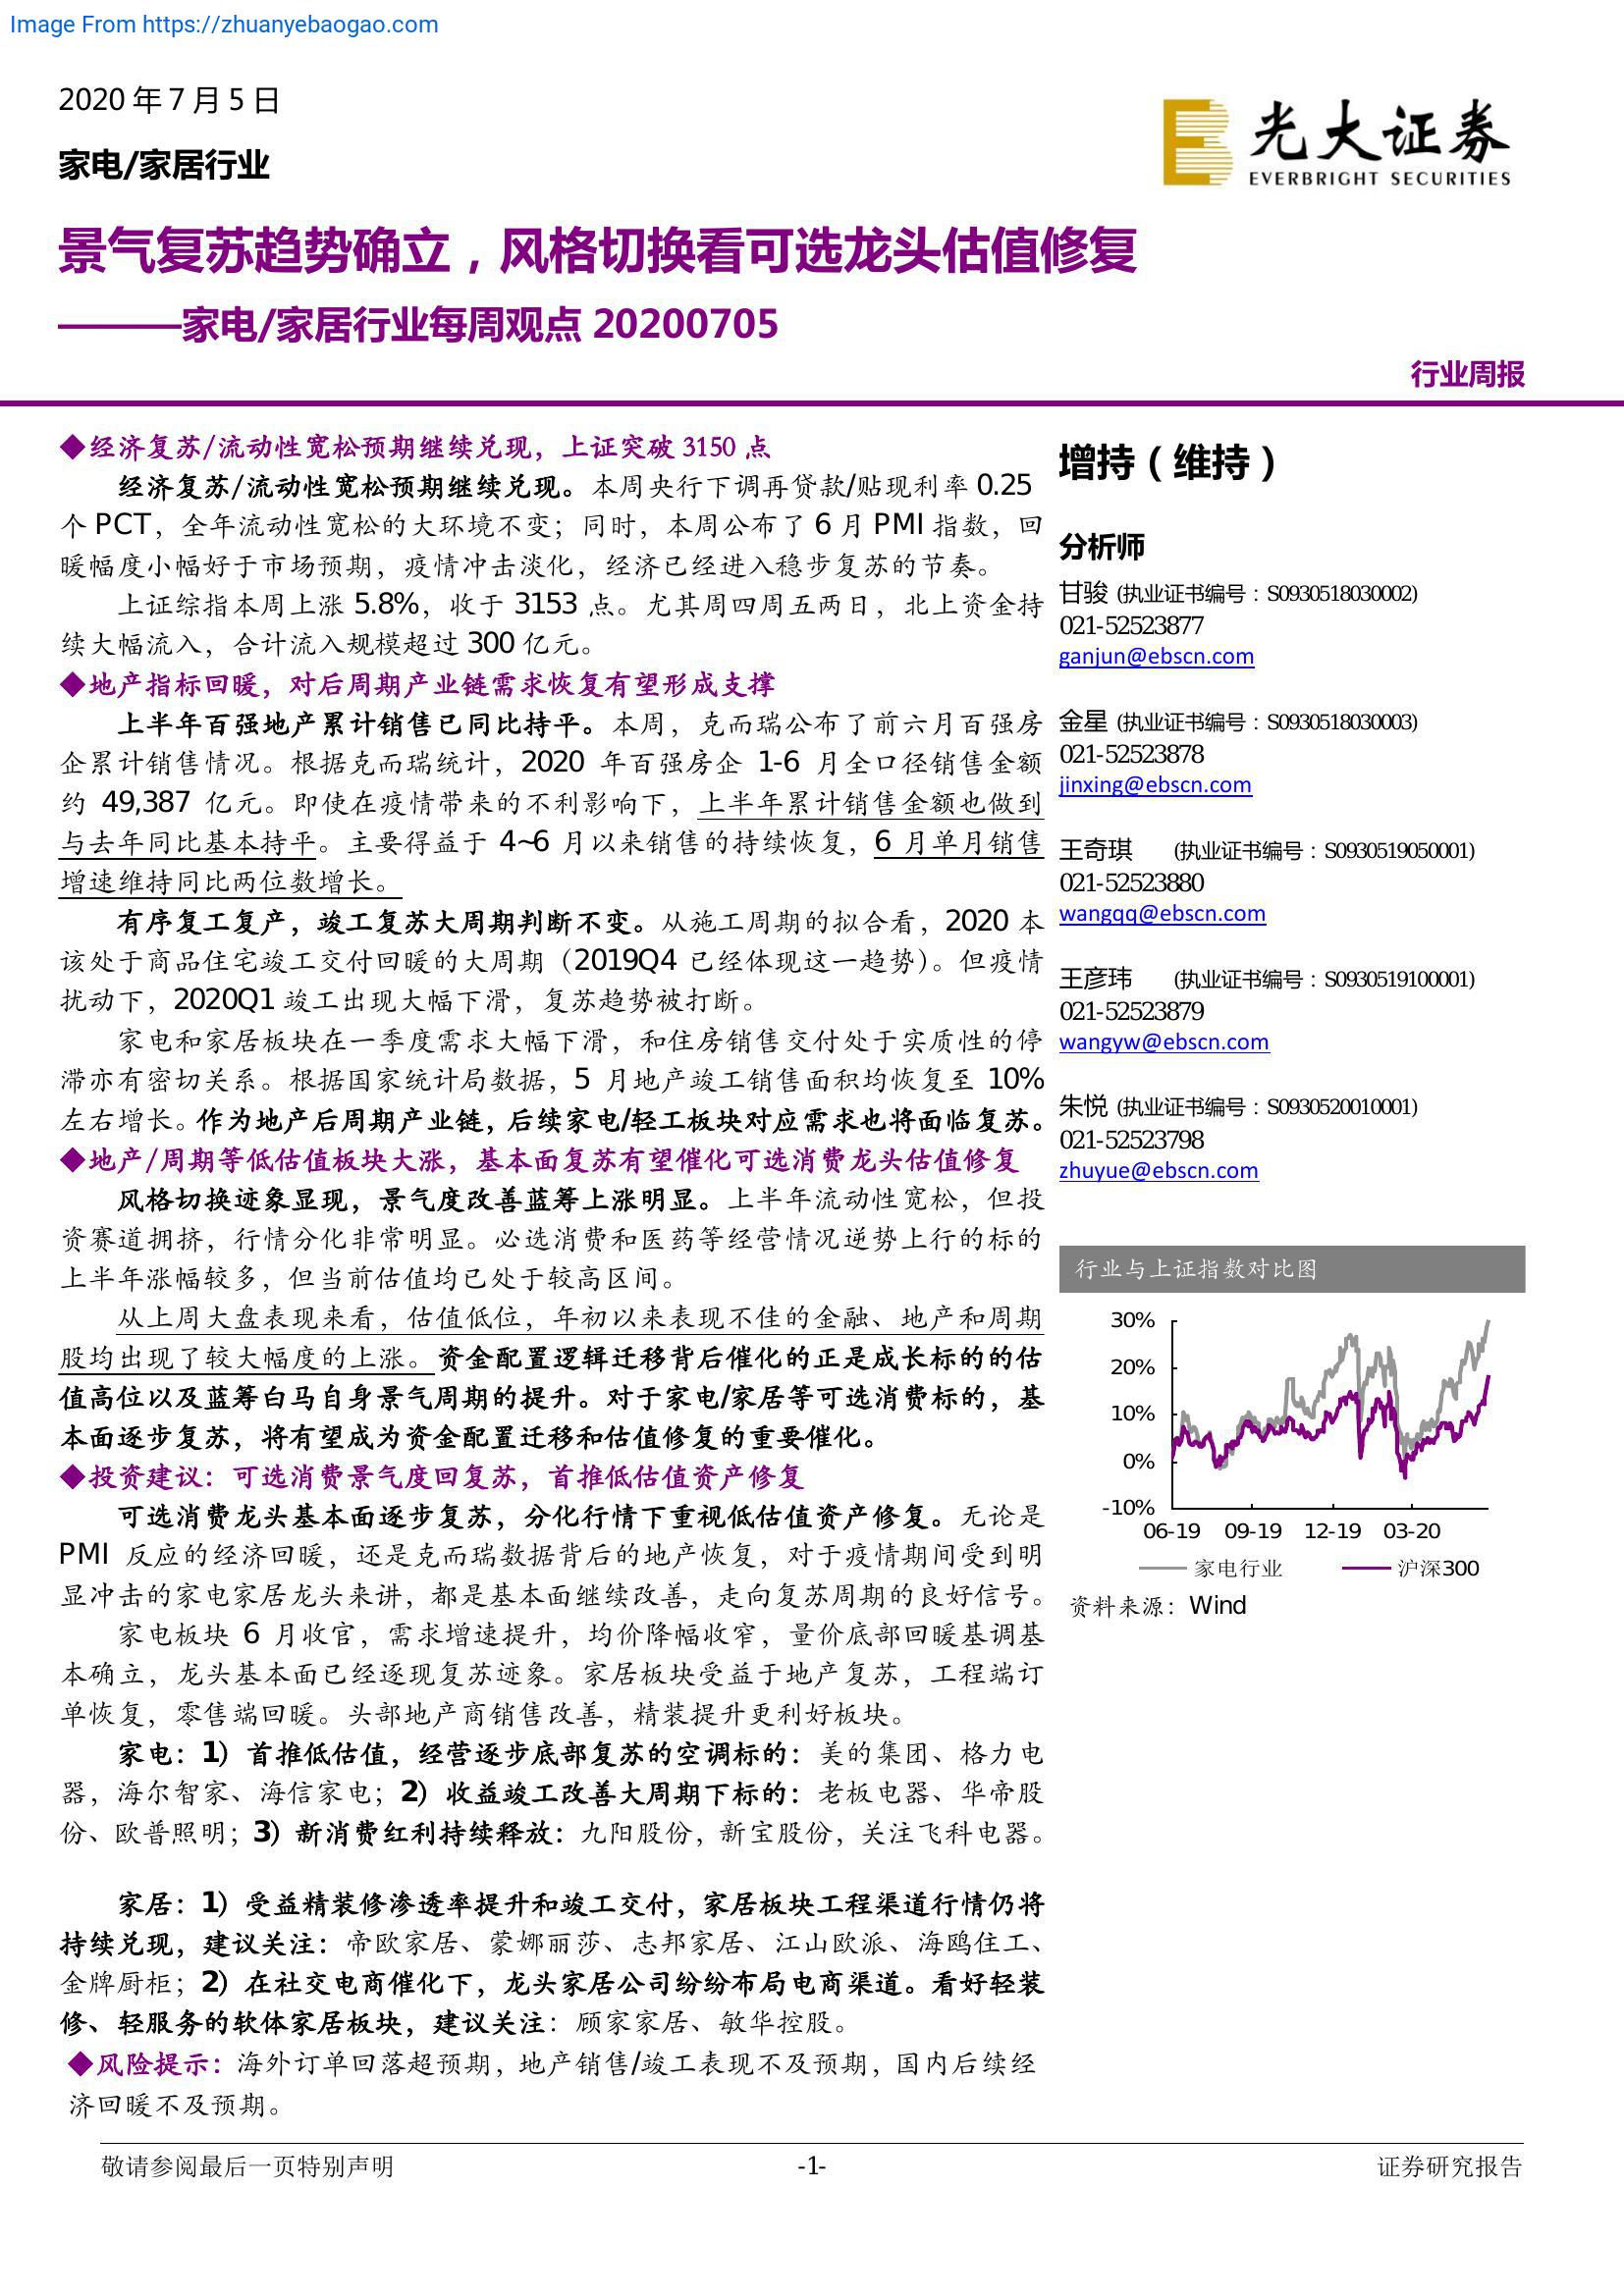 Image From https://zhuanyebaogao.com
2020 年 7 月 5 日
家电/家居行业
光大证券
EVERBRIGHT SECURITIES
景气复苏趋势确立，风格切换看可选龙头估值修复
———家电/家居行业每周观点 20200705
行业周报
◆经济复苏/流动性宽松预期继续兑现，上证突破 3150 点
经济复苏/流动性宽松预期继续兑现。本周央行下调再贷款/贴现利率 0.25
个 PCT，全年流动性宽松的大环境不变；同时，本周公布了 6 月 PMI 指数，回
暖幅度小幅好于市场预期，疫情冲击淡化，经济已经进入稳步复苏的节奏。
上证综指本周上涨 5.8%，收于 3153 点。尤其周四周五两日，北上资金持
续大幅流入，合计流入规模超过 300 亿元。
◆地产指标回暖，对后周期产业链需求恢复有望形成支撑
上半年百强地产累计销售已同比持平。本周，克而瑞公布了前六月百强房
企累计销售情况。根据克而瑞统计，2020 年百强房企 1-6 月全口径销售金额
约 49,387 亿元。即使在疫情带来的不利影响下，上半年累计销售金额也做到
与去年同比基本持平。主要得益于 4~6 月以来销售的持续恢复，6 月单月销售
增速维持同比两位数增长。
有序复工复产，竣工复苏大周期判断不变。从施工周期的拟合看，2020 本
该处于商品住宅竣工交付回暖的大周期（2019Q4 已经体现这一趋势）。但疫情
扰动下，2020Q1 竣工出现大幅下滑，复苏趋势被打断。
家电和家居板块在一季度需求大幅下滑，和住房销售交付处于实质性的停
滞亦有密切关系。根据国家统计局数据，5 月地产竣工销售面积均恢复至 10%
左右增长。作为地产后周期产业链，后续家电/轻工板块对应需求也将面临复苏。
◆地产/周期等低估值板块大涨，基本面复苏有望催化可选消费龙头估值修复
风格切换迹象显现，景气度改善蓝筹上涨明显。上半年流动性宽松，但投
资赛道拥挤，行情分化非常明显。必选消费和医药等经营情况逆势上行的标的
上半年涨幅较多，但当前估值均已处于较高区间。
从上周大盘表现来看，估值低位，年初以来表现不佳的金融、地产和周期
股均出现了较大幅度的上涨。资金配置逻辑迁移背后催化的正是成长标的的估
值高位以及蓝筹白马自身景气周期的提升。对于家电/家居等可选消费标的，基
本面逐步复苏，将有望成为资金配置迁移和估值修复的重要催化。
◆投资建议：可选消费景气度回复苏，首推低估值资产修复
可选消费龙头基本面逐步复苏，分化行情下重视低估值资产修复。无论是
PMI 反应的经济回暖，还是克而瑞数据背后的地产恢复，对于疫情期间受到明
显冲击的家电家居龙头来讲，都是基本面继续改善，走向复苏周期的良好信号。
家电板块 6 月收官，需求增速提升，均价降幅收窄，量价底部回暖基调基
本确立，龙头基本面已经逐现复苏迹象。家居板块受益于地产复苏，工程端订
单恢复，零售端回暖。头部地产商销售改善，精装提升更利好板块。
家电：1）首推低估值，经营逐步底部复苏的空调标的：美的集团、格力电
器，海尔智家、海信家电；2）收益竣工改善大周期下标的：老板电器、华帝股
份、欧普照明；3）新消费红利持续释放：九阳股份，新宝股份，关注飞科电器。
家居：1）受益精装修渗透率提升和竣工交付，家居板块工程渠道行情仍将
持续兑现，建议关注：帝欧家居、蒙娜丽莎、志邦家居、江山欧派、海鸥住工、
金牌厨柜；2）在社交电商催化下，龙头家居公司纷纷布局电商渠道。看好轻装
修、轻服务的软体家居板块，建议关注：顾家家居、敏华控股。
◆风险提示：海外订单回落超预期，地产销售/竣工表现不及预期，国内后续经
济回暖不及预期。
增持（维持）
分析师
甘骏 (执业证书编号：S0930518030002)
021-52523877
ganjun@ebscn.com
金星 (执业证书编号：S0930518030003)
021-52523878
jinxing@ebscn.com
王奇琪 (执业证书编号：S0930519050001)
021-52523880
wangqq@ebscn.com
王彦玮 (执业证书编号：S0930519100001)
021-52523879
wangyw@ebscn.com
朱悦 (执业证书编号：S0930520010001)
021-52523798
zhuyue@ebscn.com
行业与上证指数对比图
30%
20%
10%
0%
-10%
06-19 09-19 12-19 03-20
家电行业 沪深300
资料来源：Wind
敬请参阅最后一页特别声明 -1- 证券研究报告